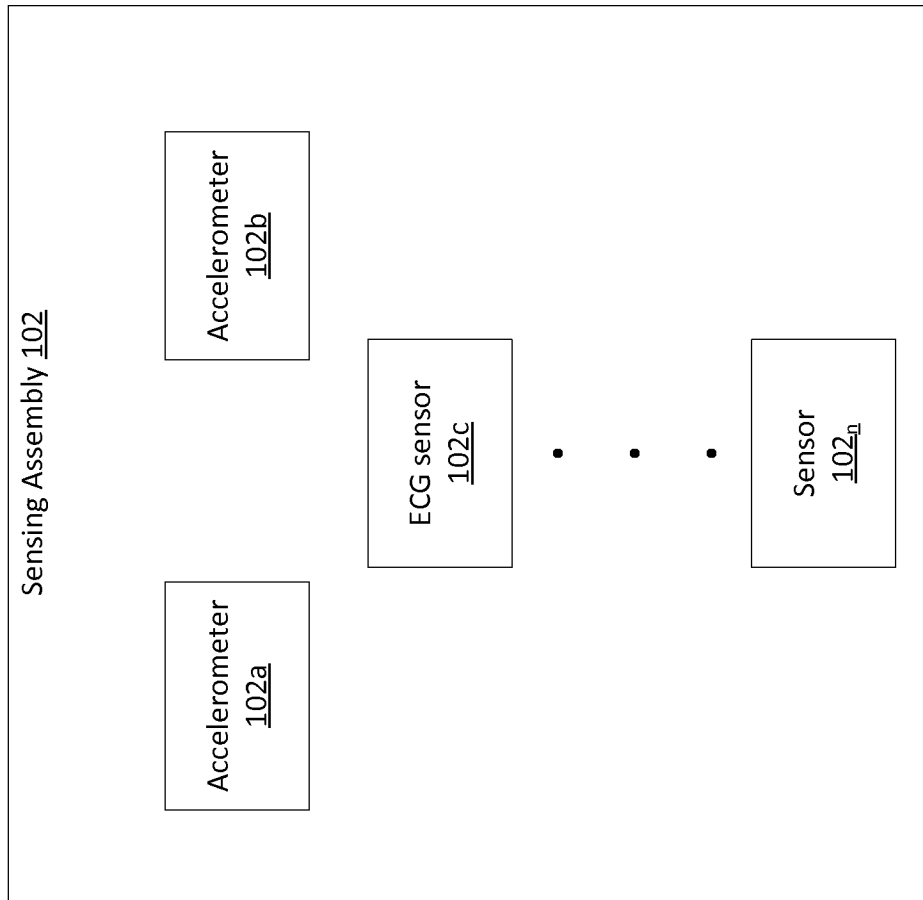 Sensing Assembly 102
Accelerometer
102a
Accelerometer
102b
ECG sensor
102c
Sensor
102n